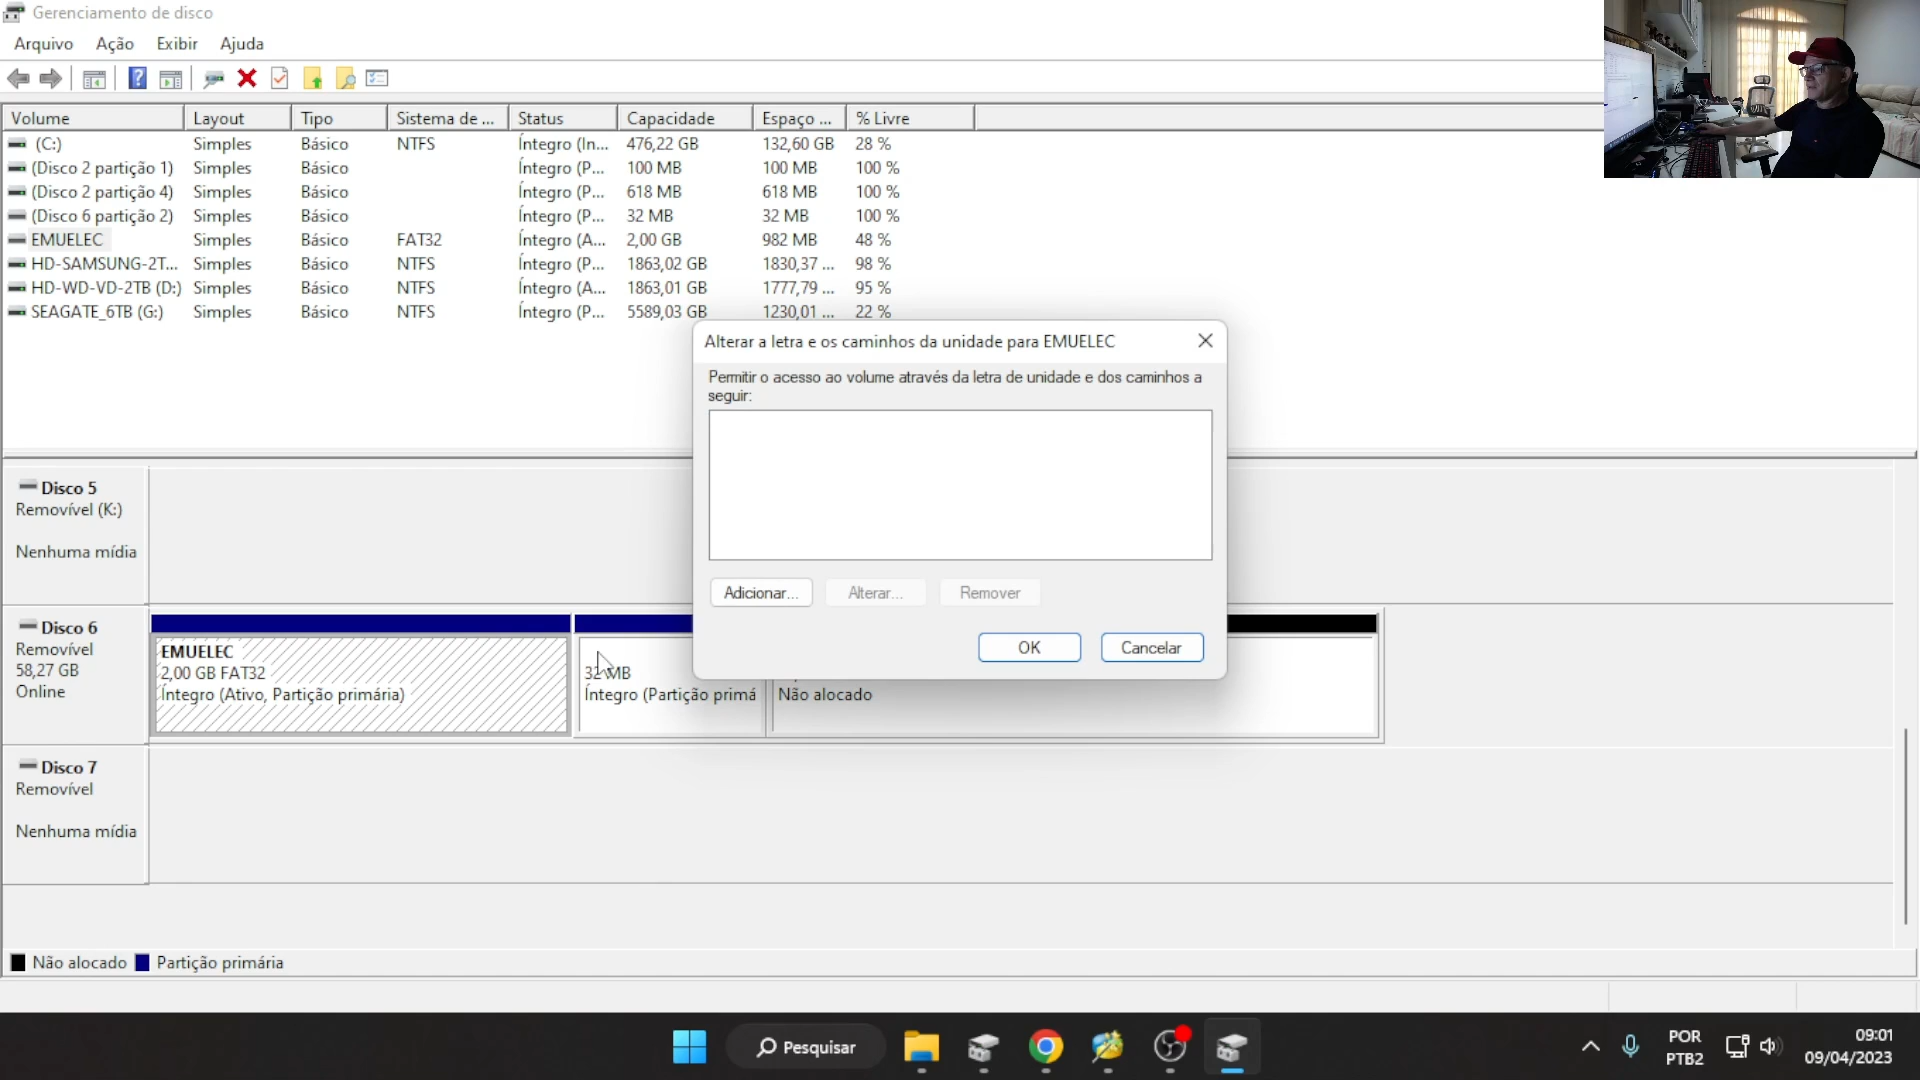 Gerenciamento de disco
Arquivo Ação Exibir Ajuda
Volume Layout Tipo Sistema de ... Status Capacidade Espaço ... % Livre
(C:) Simples Básico NTFS Íntegro (In... 476,22 GB 132,60 GB 28 %
(Disco 2 partição 1) Simples Básico Íntegro (P... 100 MB 100 MB 100 %
(Disco 2 partição 4) Simples Básico Íntegro (P... 618 MB 618 MB 100 %
(Disco 6 partição 2) Simples Básico Íntegro (P... 32 MB 32 MB 100 %
EMUELEC Simples Básico FAT32 Íntegro (A... 2,00 GB 982 MB 48 %
HD-SAMSUNG-2T... Simples Básico NTFS Íntegro (P... 1863,02 GB 1830,37 ... 98 %
HD-WD-VD-2TB (D:) Simples Básico NTFS Íntegro (A... 1863,01 GB 1777,79 ... 95 %
SEAGATE_6TB (G:) Simples Básico NTFS Íntegro (P... 5589,03 GB 1230,01 ... 22 %
Alterar a letra e os caminhos da unidade para EMUELEC
Permitir o acesso ao volume através da letra de unidade e dos caminhos a
seguir:
Adicionar... Alterar... Remover
OK Cancelar
Disco 5
Removível (K:)
Nenhuma mídia
Disco 6
Removível
58,27 GB
Online
EMUELEC
2,00 GB FAT32
Íntegro (Ativo, Partição primária)
32 MB
Íntegro (Partição primá
Não alocado
Disco 7
Removível
Nenhuma mídia
Não alocado Partição primária
Pesquisar
POR
PTB2
09:01
09/04/2023